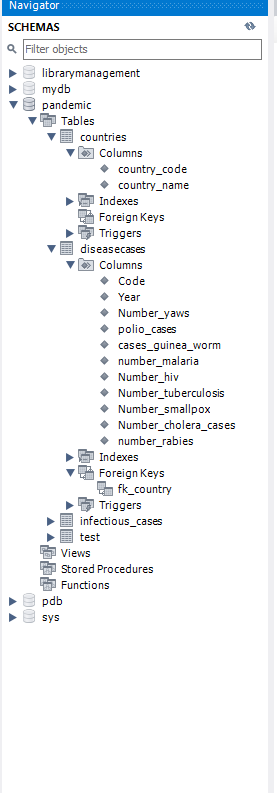 Navigator
SCHEMAS
Filter objects
librarymanagement
mydb
pandemic
Tables
countries
Columns
country_code
country_name
Indexes
Foreign Keys
Triggers
diseasecases
Columns
Code
Year
Number_yaws
polio_cases
cases_guinea_worm
number_malaria
Number_hiv
Number_tuberculosis
Number_smallpox
Number_cholera_cases
number_rabies
Indexes
Foreign Keys
fk_country
Triggers
infectious_cases
test
Views
Stored Procedures
Functions
pdb
sys